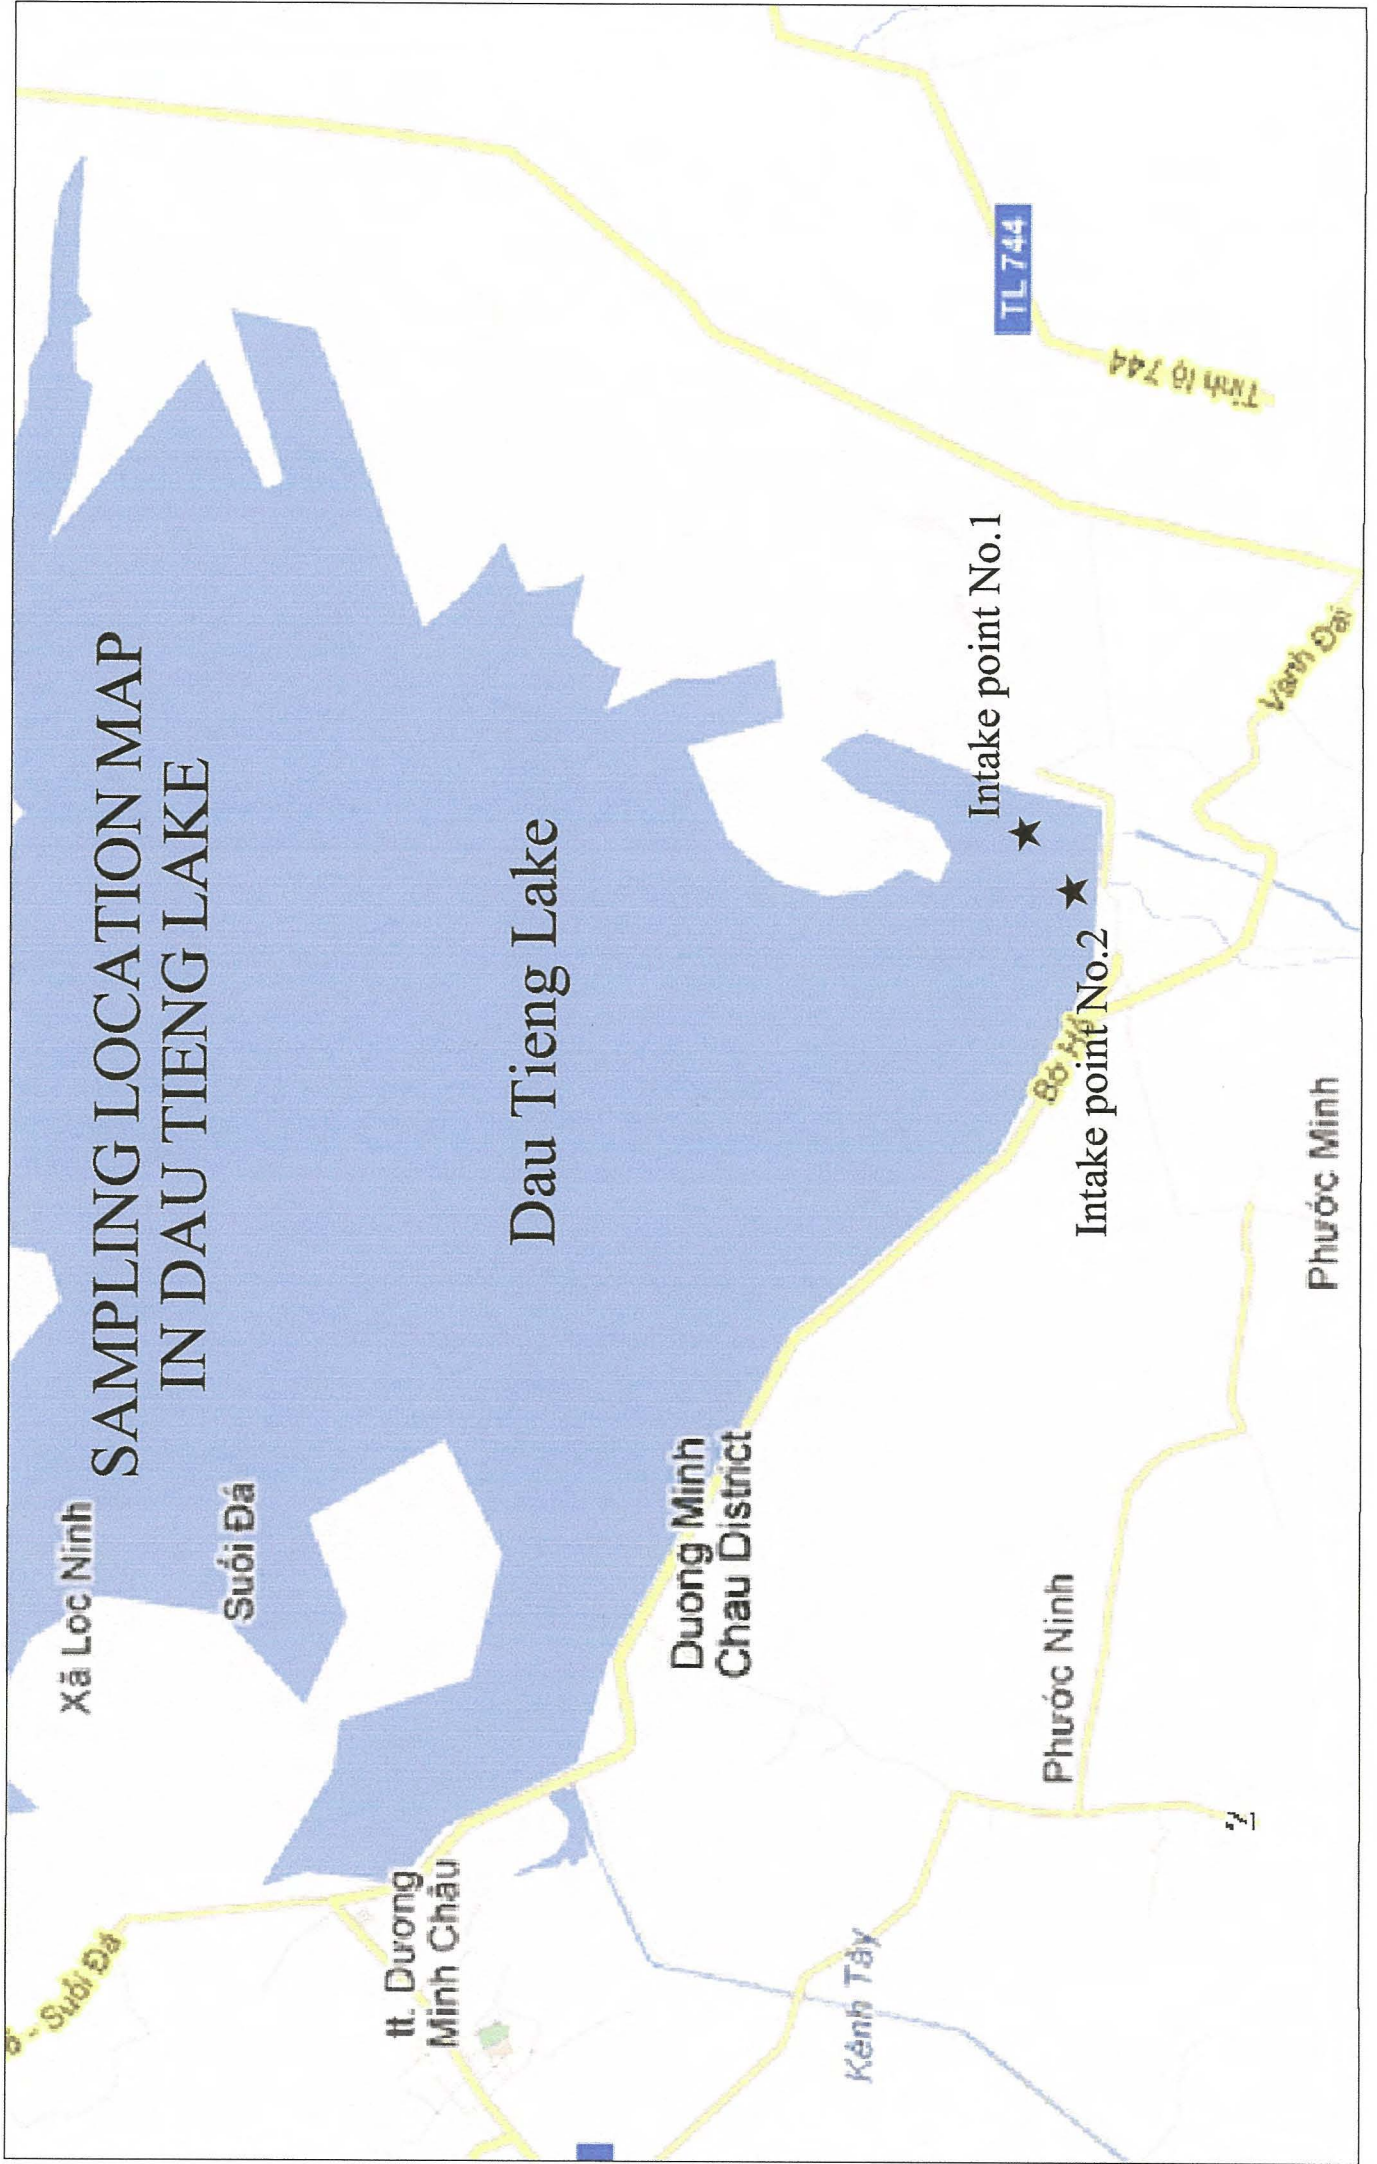 SAMPLING LOCATION MAP
IN DAU TIENG LAKE
Xã Lộc Ninh
Suối Đá
- Suối Đá
Dau Tieng Lake
tt. Dương
Minh Châu
Duong Minh
Chau District
Intake point No.1
TL 744
Tỉnh lộ 744
Bờ Hồ
Intake point No.2
Kênh Tây
Phước Ninh
Vành Đai
Phước Minh